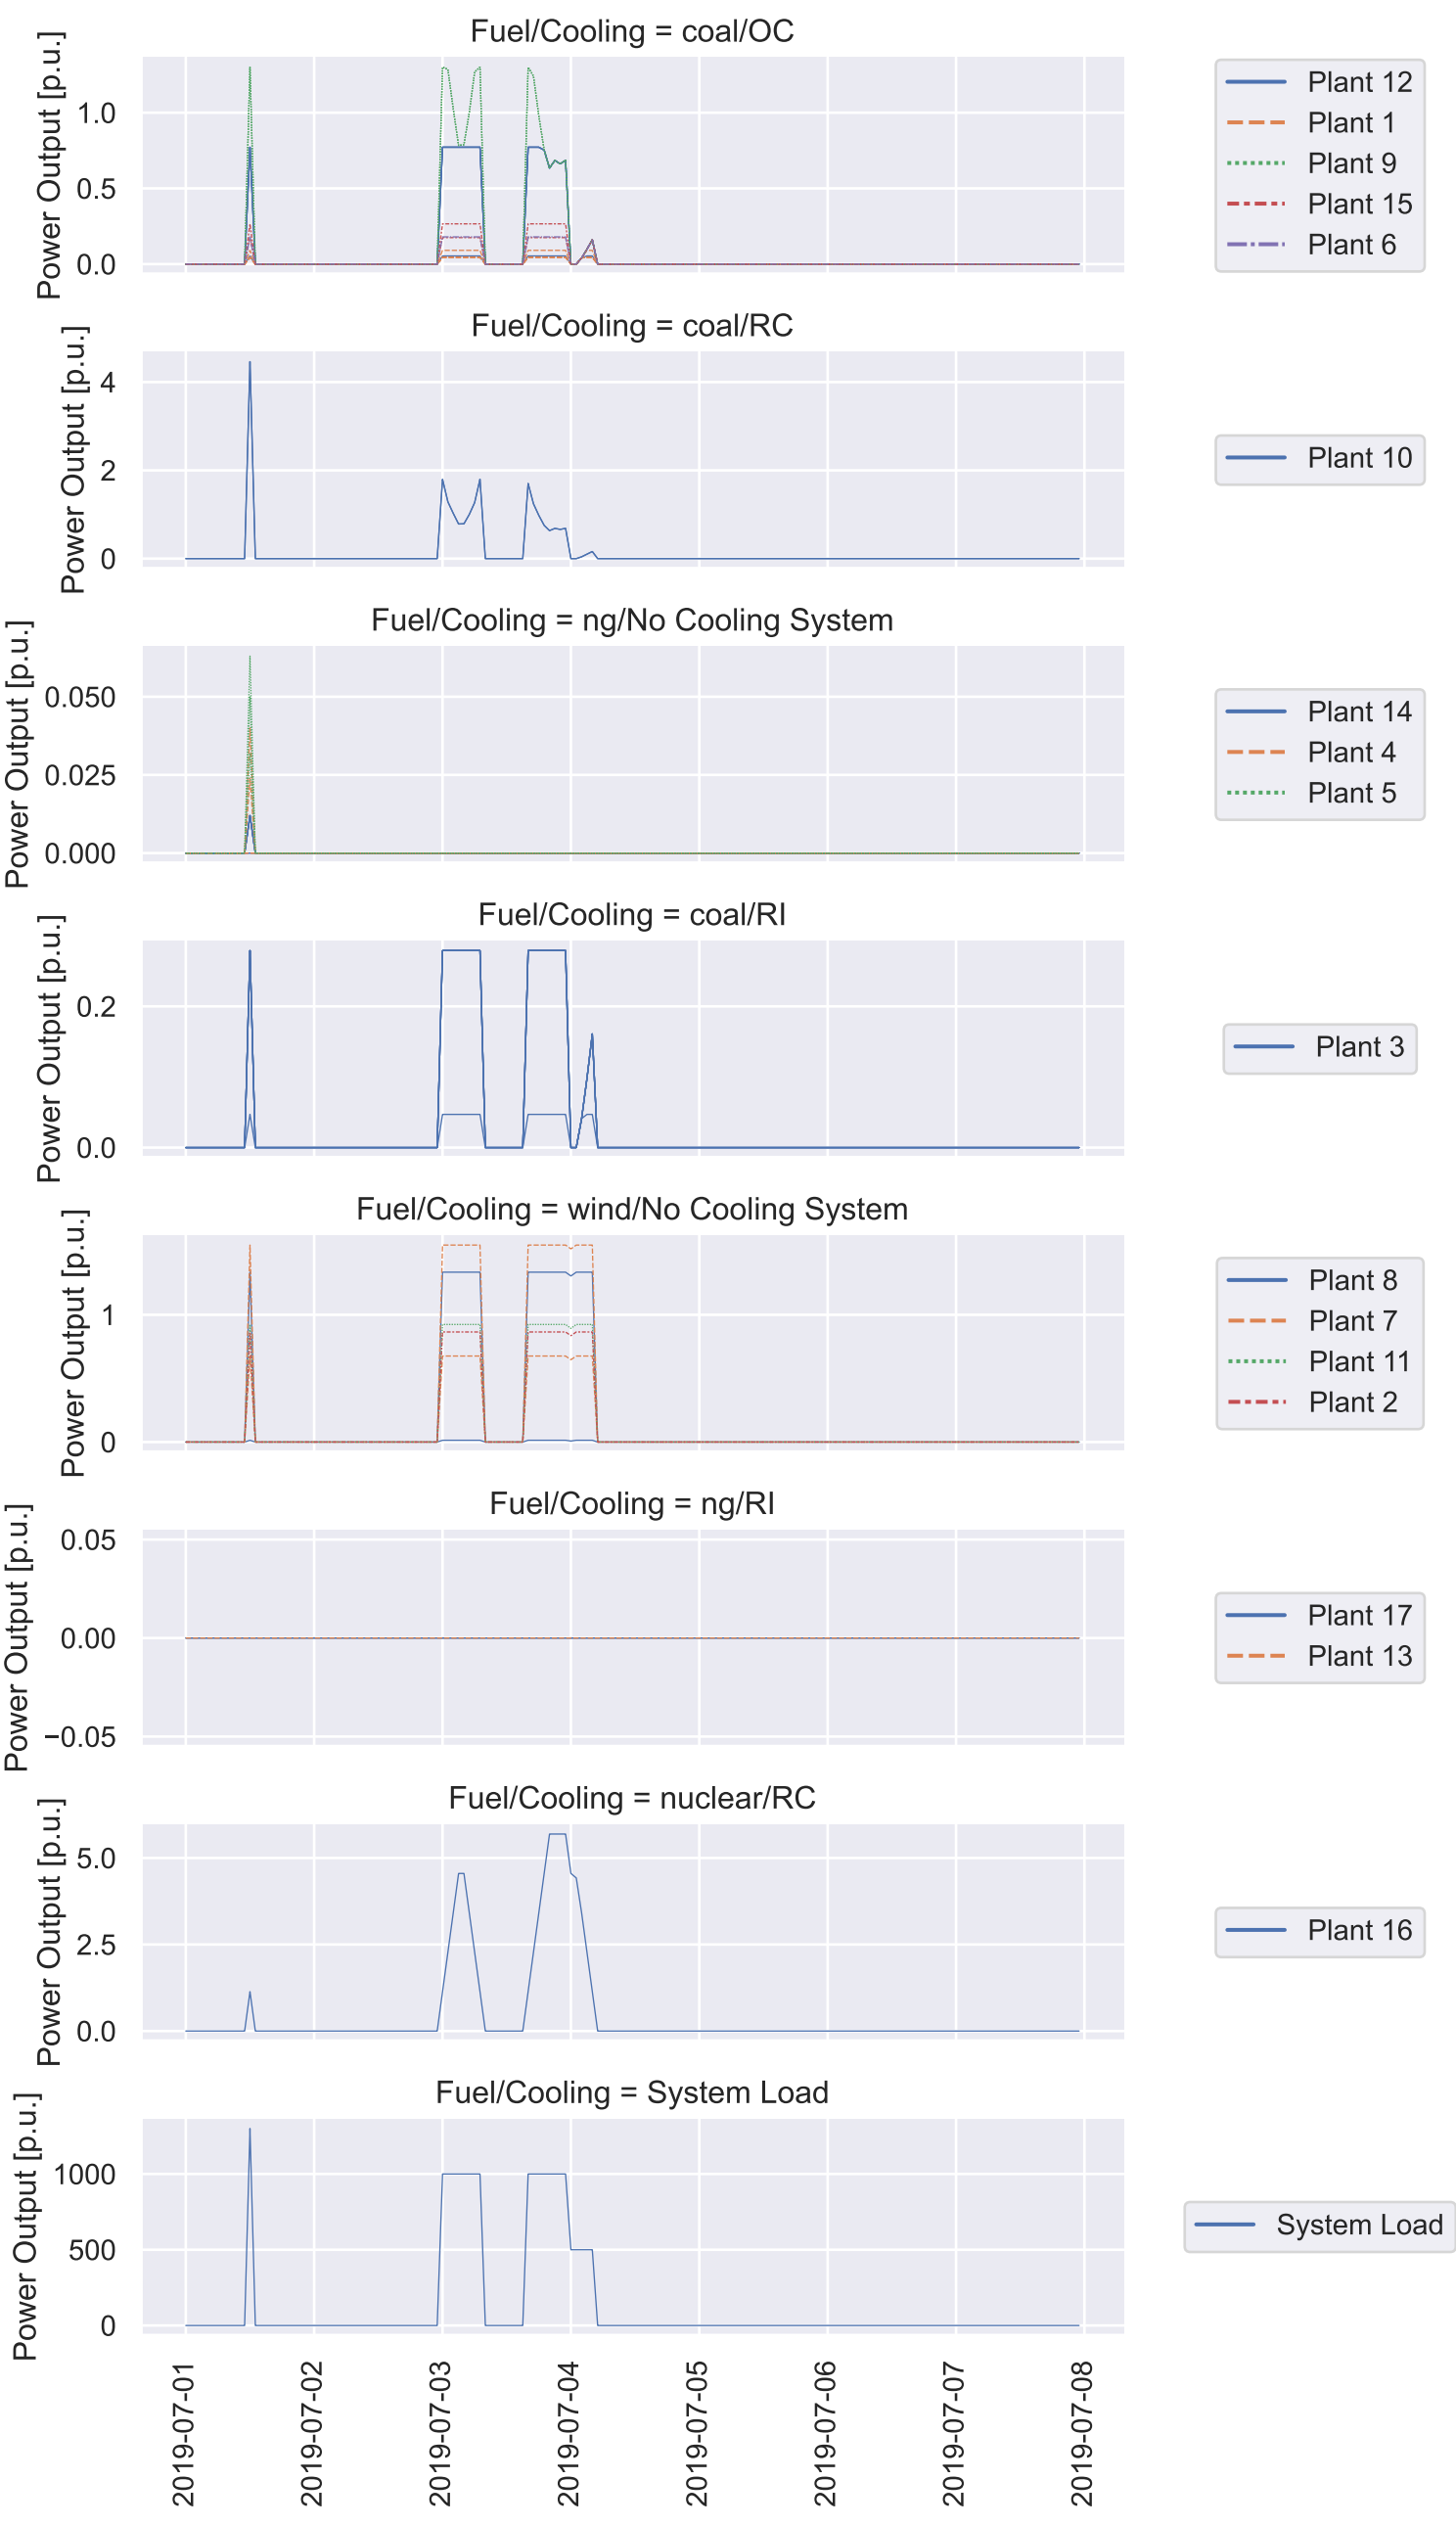 Fuel/Cooling = coal/OC
Power Output [p.u.]
1.0
0.5
0.0
Plant 12
Plant 1
Plant 9
Plant 15
Plant 6
Fuel/Cooling = coal/RC
Power Output [p.u.]
4
2
0
Plant 10
Fuel/Cooling = ng/No Cooling System
Power Output [p.u.]
0.050
0.025
0.000
Plant 14
Plant 4
Plant 5
Fuel/Cooling = coal/RI
Power Output [p.u.]
0.2
0.0
Plant 3
Fuel/Cooling = wind/No Cooling System
Power Output [p.u.]
1
0
Plant 8
Plant 7
Plant 11
Plant 2
Fuel/Cooling = ng/RI
Power Output [p.u.]
0.05
0.00
−0.05
Plant 17
Plant 13
Fuel/Cooling = nuclear/RC
Power Output [p.u.]
5.0
2.5
0.0
Plant 16
Fuel/Cooling = System Load
Power Output [p.u.]
1000
500
0
System Load
2019-07-01
2019-07-02
2019-07-03
2019-07-04
2019-07-05
2019-07-06
2019-07-07
2019-07-08